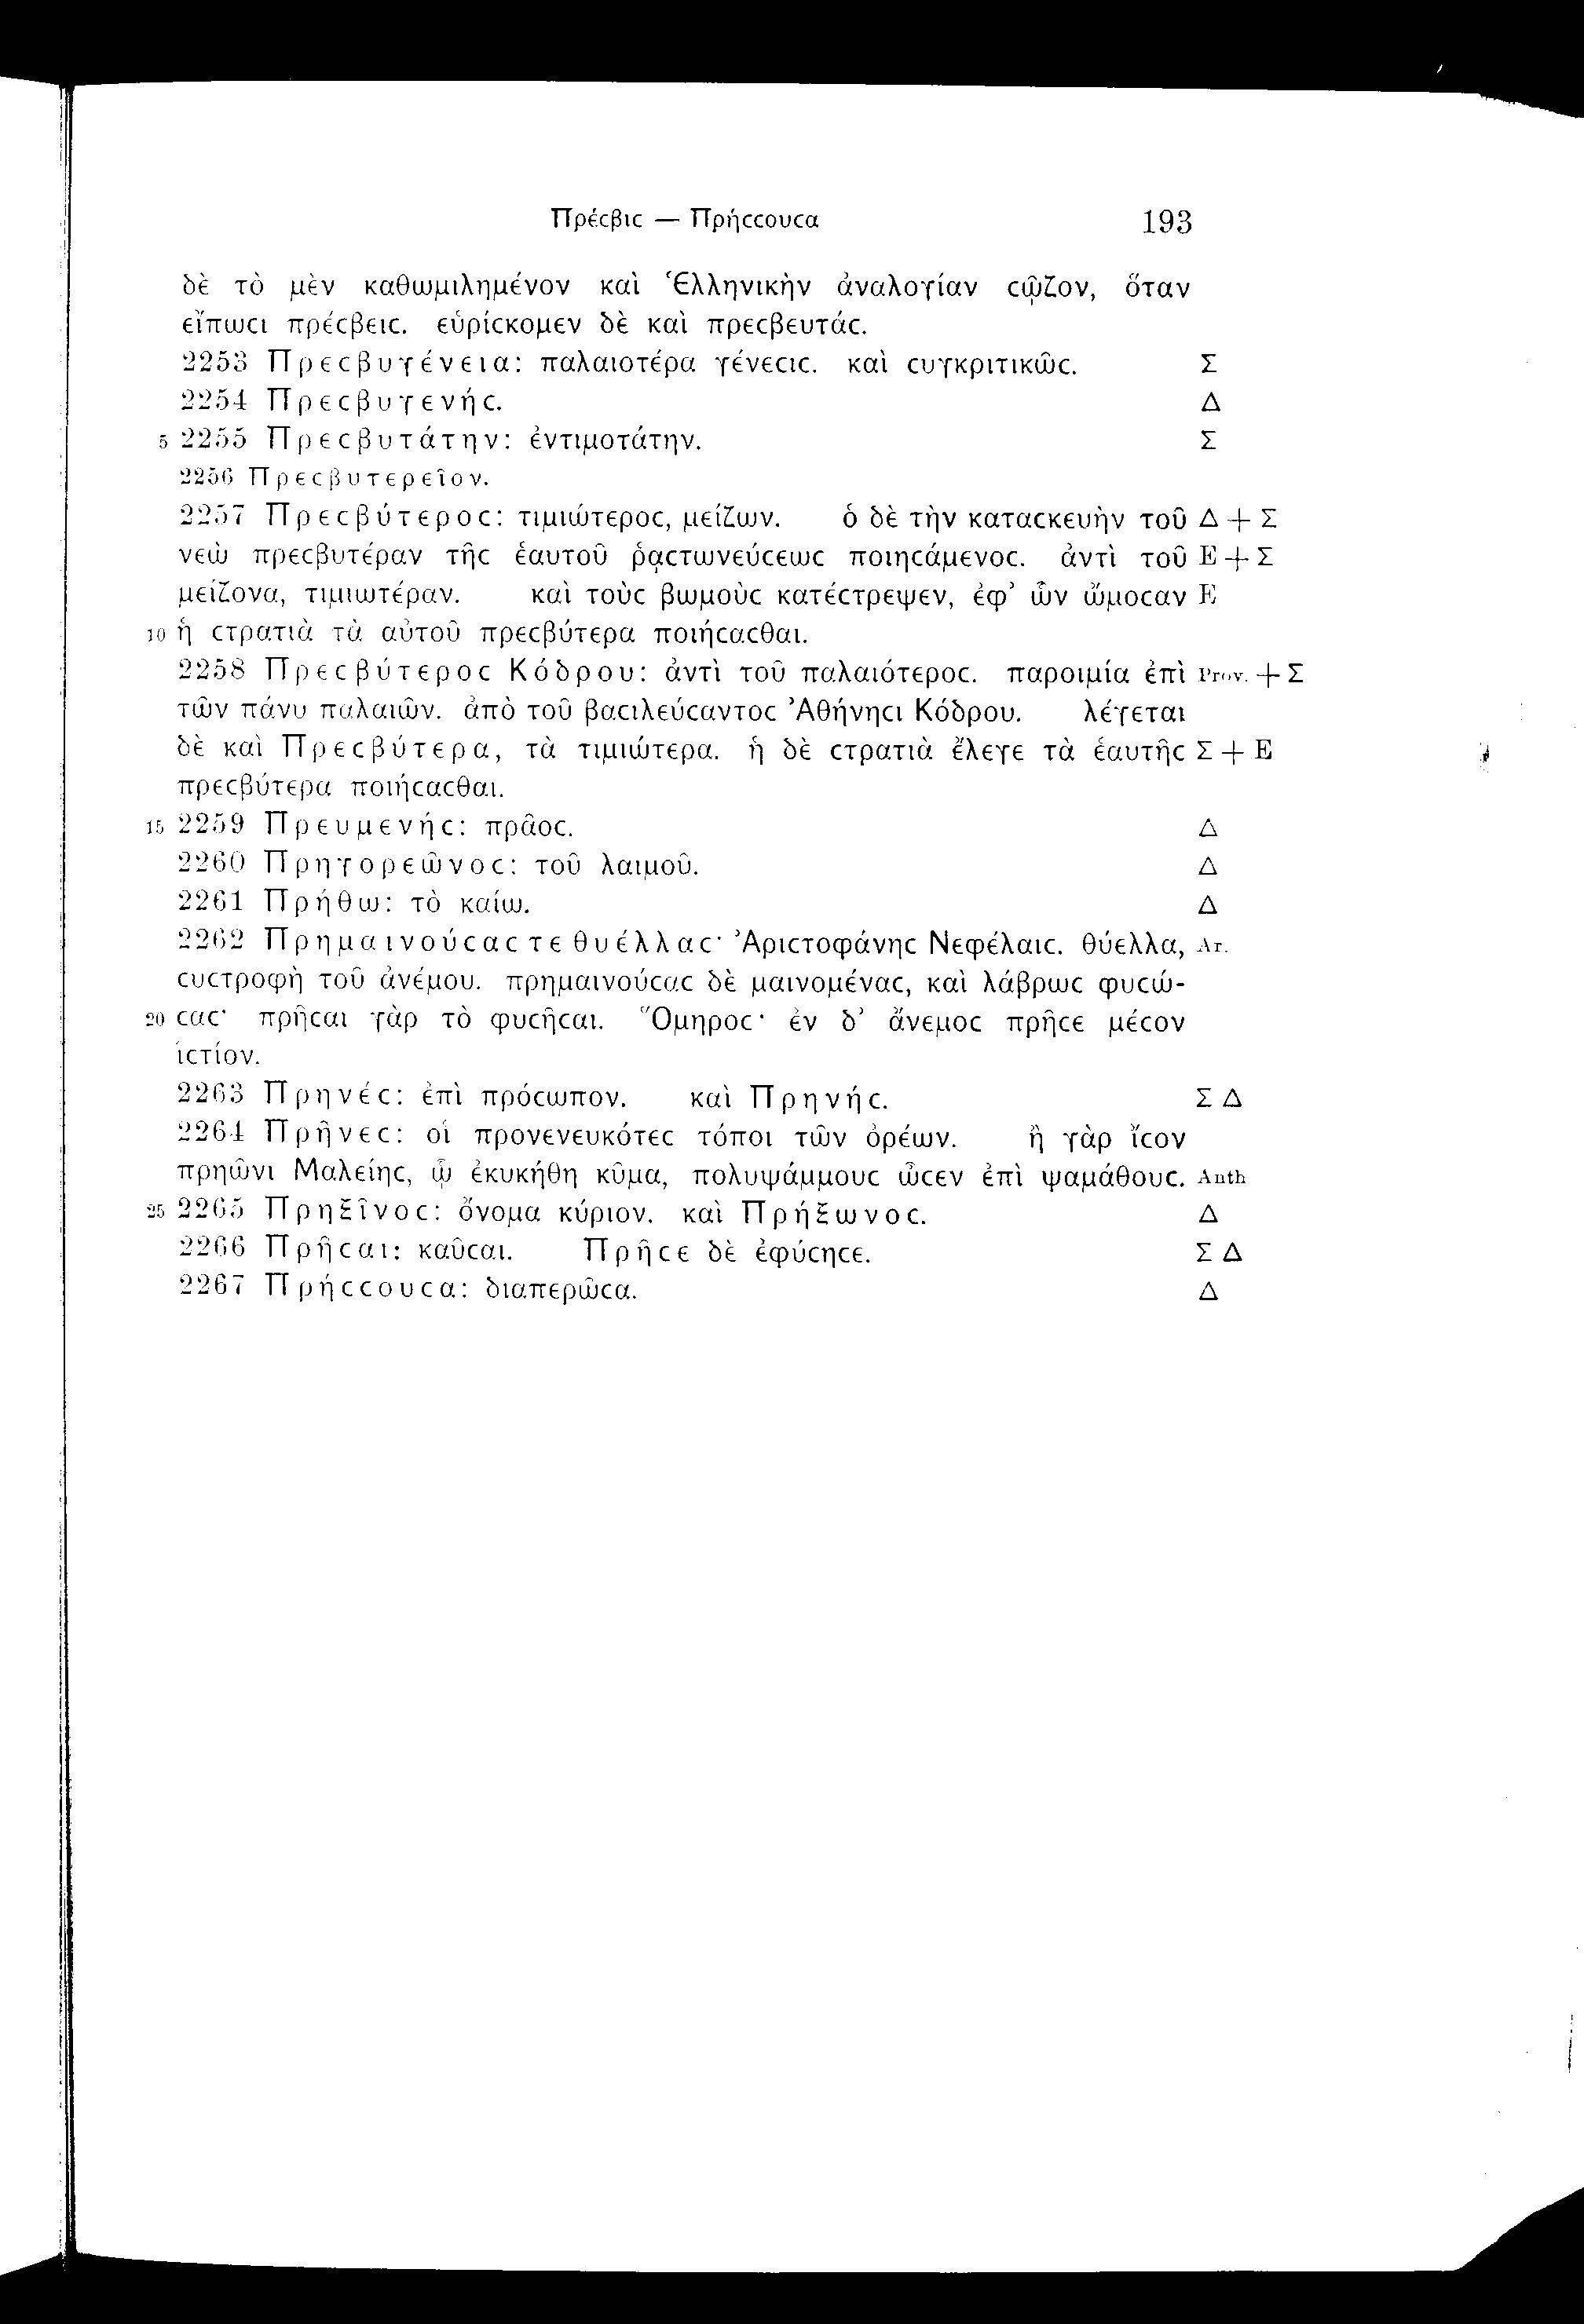 Πρέϲβιϲ — Πρήϲϲουϲα 193
δὲ τὸ μὲν καθωμιλημένον καὶ Ἑλληνικὴν ἀναλογίαν ϲῷζον, ὅταν
εἴπωϲι πρέϲβειϲ. εὑρίϲκομεν δὲ καὶ πρεϲβευτάϲ.
2253 Πρεϲβυγένεια: παλαιοτέρα γένεϲιϲ. καὶ ϲυγκριτικῶϲ. Σ
2254 Πρεϲβυγενήϲ. Δ
5 2255 Πρεϲβυτάτην: ἐντιμοτάτην. Σ
2256 Πρεϲβυτερεῖον.
2257 Πρεϲβύτεροϲ: τιμιώτεροϲ, μείζων. ὁ δὲ τὴν καταϲκευὴν τοῦ Δ + Σ
νεὼ πρεϲβυτέραν τῆϲ ἑαυτοῦ ῥᾳϲτωνεύϲεωϲ ποιηϲάμενοϲ. ἀντὶ τοῦ E + Σ
μείζονα, τιμιωτέραν. καὶ τοὺϲ βωμοὺϲ κατέϲτρεψεν, ἐφ’ ὧν ὤμοϲαν E
10 ἡ ϲτρατιὰ τὰ αὐτοῦ πρεϲβύτερα ποιήϲαϲθαι.
2258 Πρεϲβύτεροϲ Κόδρου: ἀντὶ τοῦ παλαιότεροϲ. παροιμία ἐπὶ Prov. + Σ
τῶν πάνυ παλαιῶν. ἀπὸ τοῦ βαϲιλεύϲαντοϲ Ἀθήνηϲι Κόδρου. λέγεται
δὲ καὶ Πρεϲβύτερα, τὰ τιμιώτερα. ἡ δὲ ϲτρατιὰ ἔλεγε τὰ ἑαυτῆϲ Σ + E
πρεϲβύτερα ποιήϲαϲθαι.
15 2259 Πρευμενήϲ: πρᾶοϲ. Δ
2260 Πρηγορεῶνοϲ: τοῦ λαιμοῦ. Δ
2261 Πρήθω: τὸ καίω. Δ
2262 Πρημαινούϲαϲ τε θυέλλαϲ· Ἀριϲτοφάνηϲ Νεφέλαιϲ. θύελλα, Ar.
ϲυϲτροφὴ τοῦ ἀνέμου. πρημαινούϲαϲ δὲ μαινομέναϲ, καὶ λάβρωϲ φυϲώ-
20 ϲαϲ· πρῆϲαι γὰρ τὸ φυϲῆϲαι. Ὅμηροϲ· ἐν δ’ ἄνεμοϲ πρῆϲε μέϲον
ἱϲτίον.
2263 Πρηνέϲ: ἐπὶ πρόϲωπον. καὶ Πρηνήϲ. Σ Δ
2264 Πρῆνεϲ: οἱ προνενευκότεϲ τόποι τῶν ὀρέων. ἢ γὰρ ἴϲον
πρηῶνι Μαλείηϲ, ᾧ ἐκυκήθη κῦμα, πολυψάμμουϲ ὦϲεν ἐπὶ ψαμάθουϲ. Anth
25 2265 Πρηξῖνοϲ: ὄνομα κύριον. καὶ Πρήξωνοϲ. Δ
2266 Πρῆϲαι: καῦϲαι. Πρῆϲε δὲ ἐφύϲηϲε. Σ Δ
2267 Πρήϲϲουϲα: διαπερῶϲα. Δ